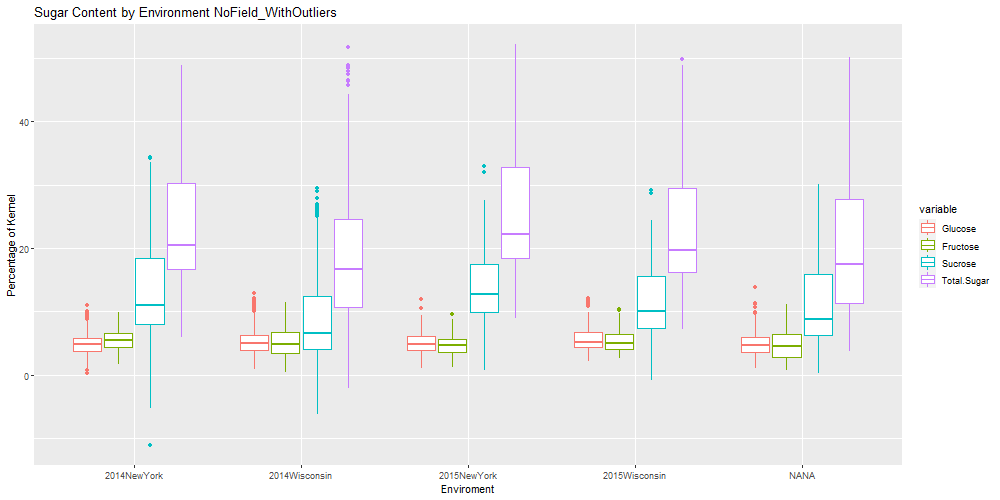 Sugar Content by Environment NoField_WithOutliers
Percentage of Kernel
40
20
0
2014NewYork
2014Wisconsin
2015NewYork
2015Wisconsin
NANA
Enviroment
variable
Glucose
Fructose
Sucrose
Total.Sugar